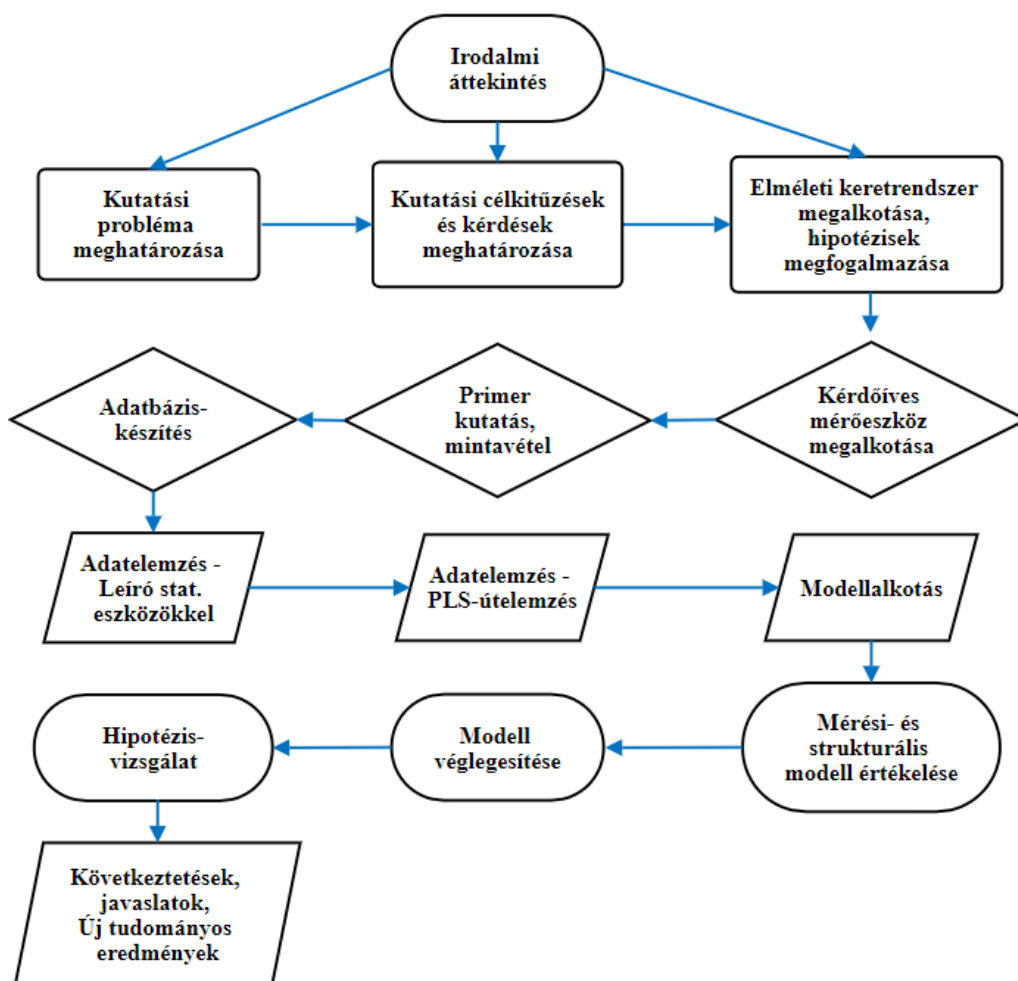 Irodalmi
áttekintés
Kutatási
probléma
meghatározása
Kutatási célkitűzések
és kérdések
meghatározása
Elméleti keretrendszer
megalkotása,
hipotézisek
megfogalmazása
Adatbázis-
készítés
Primer
kutatás,
mintavétel
Kérdőíves
mérőeszköz
megalkotása
Adatelemzés -
Leíró stat.
eszközökkel
Adatelemzés -
PLS-útelemzés
Modellalkotás
Hipotézis-
vizsgálat
Modell
véglegesítése
Mérési- és
strukturális
modell értékelése
Következtetések,
javaslatok,
Új tudományos
eredmények